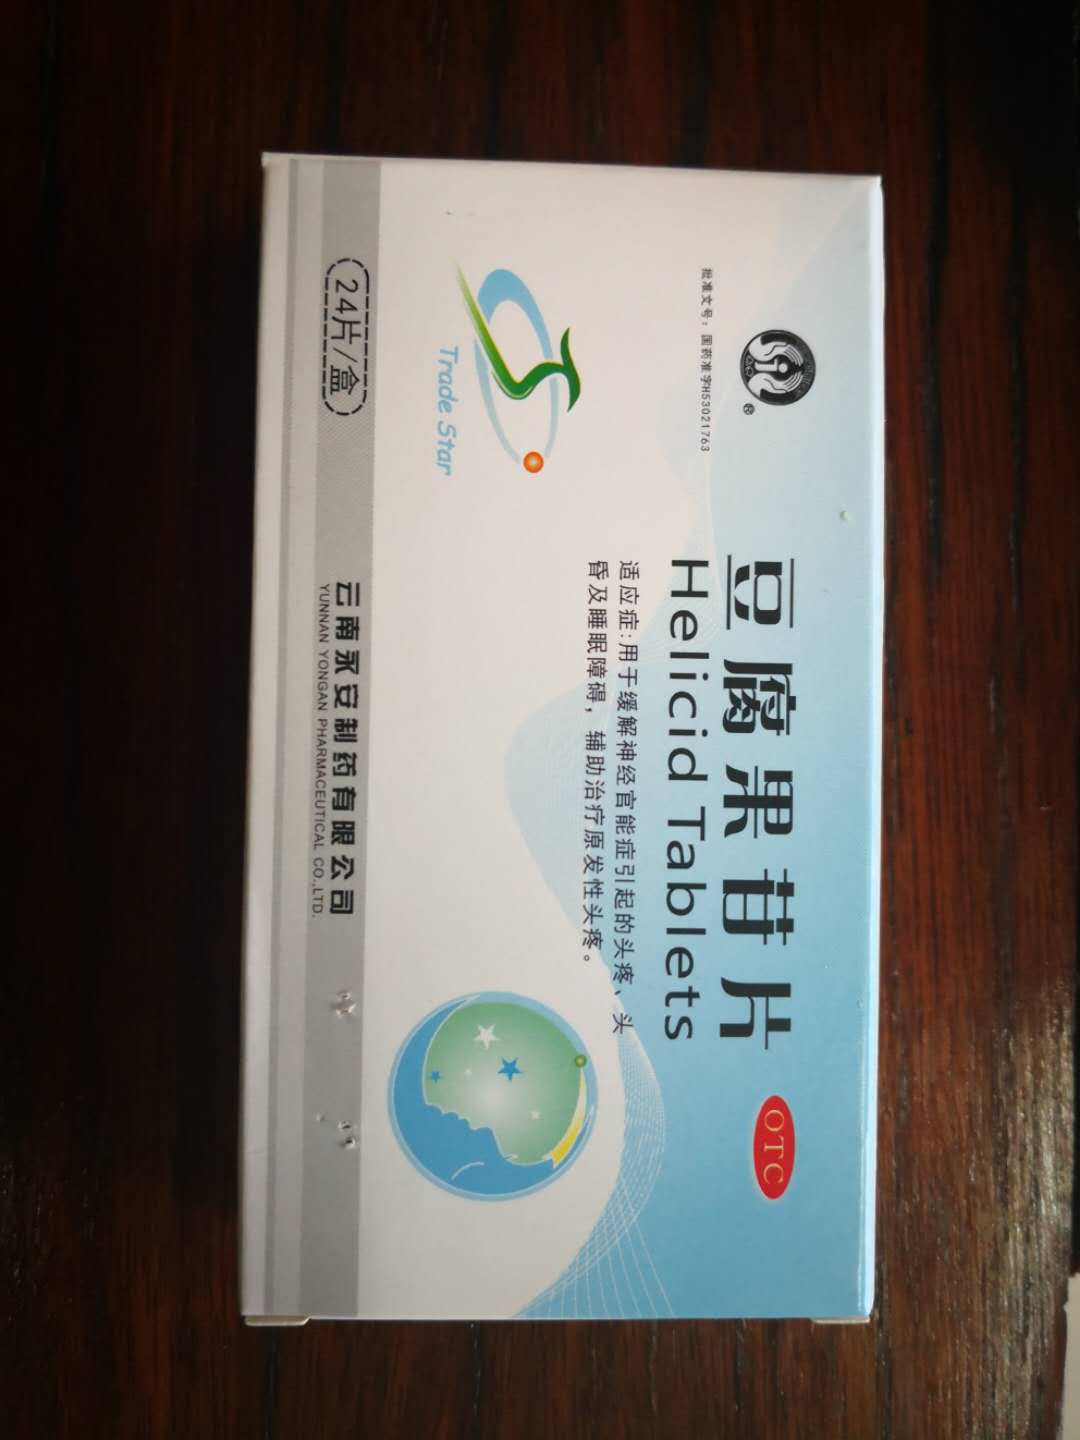 批准文号：国药准字H53021763
®
豆腐果苷片
OTC
Helicid Tablets
适应症:用于缓解神经官能症引起的头疼、头
昏及睡眠障碍，辅助治疗原发性头疼。
Trade Star
24片/盒
云南永安制药有限公司
YUNNAN YONGAN PHARMACEUTICAL CO.,LTD.